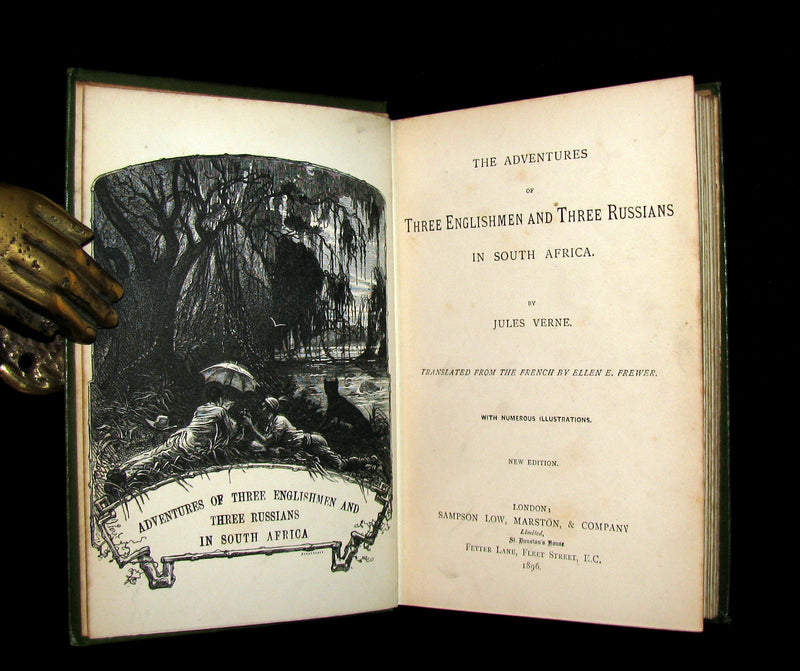 ADVENTURES OF THREE ENGLISHMEN AND
THREE RUSSIANS
IN SOUTH AFRICA
THE ADVENTURES
OF
THREE ENGLISHMEN AND THREE RUSSIANS
IN SOUTH AFRICA.
BY
JULES VERNE.
TRANSLATED FROM THE FRENCH BY ELLEN E. FREWER.
WITH NUMEROUS ILLUSTRATIONS.
NEW EDITION.
LONDON:
SAMPSON LOW, MARSTON, & COMPANY
Limited,
St. Dunstan's House
FETTER LANE, FLEET STREET, E.C.
1896.